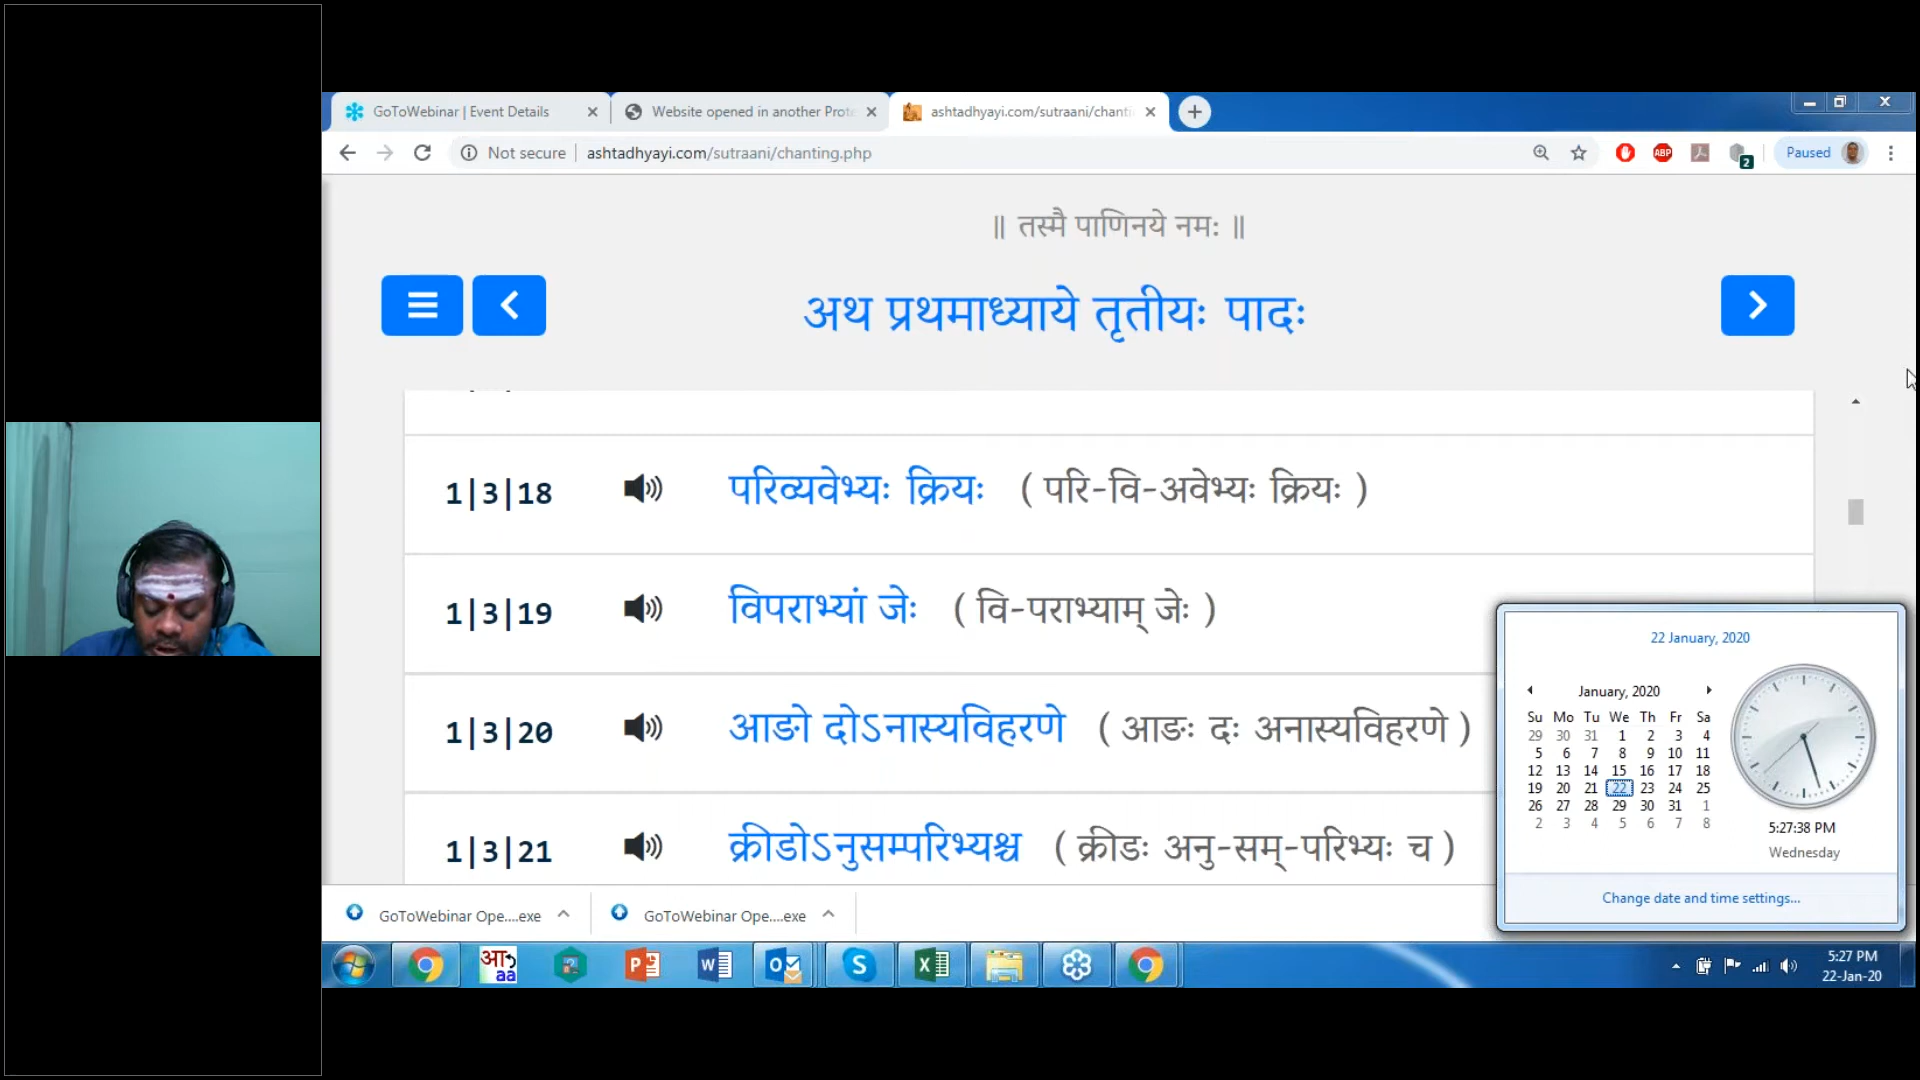 GoToWebinar | Event Details
Website opened in another Prote
ashtadhyayi.com/sutraani/chanti
Not secure
ashtadhyayi.com/sutraani/chanting.php
ABP
2
Paused
॥ तस्मै पाणिनये नमः ॥
अथ प्रथमाध्याये तृतीयः पादः
1|3|18 परिव्यवेभ्यः क्रियः ( परि-वि-अवेभ्यः क्रियः )
1|3|19 विपराभ्यां जेः ( वि-पराभ्याम् जेः )
1|3|20 आङो दोऽनास्यविहरणे ( आङः दः अनास्यविहरणे )
1|3|21 क्रीडोऽनुसम्परिभ्यश्च ( क्रीडः अनु-सम्-परिभ्यः च )
22 January, 2020
January, 2020
Su Mo Tu We Th Fr Sa
29 30 31 1 2 3 4
5 6 7 8 9 10 11
12 13 14 15 16 17 18
19 20 21 22 23 24 25
26 27 28 29 30 31 1
2 3 4 5 6 7 8
5:27:38 PM
Wednesday
Change date and time settings...
GoToWebinar Ope....exe
GoToWebinar Ope....exe
आ
aa
5:27 PM
22-Jan-20